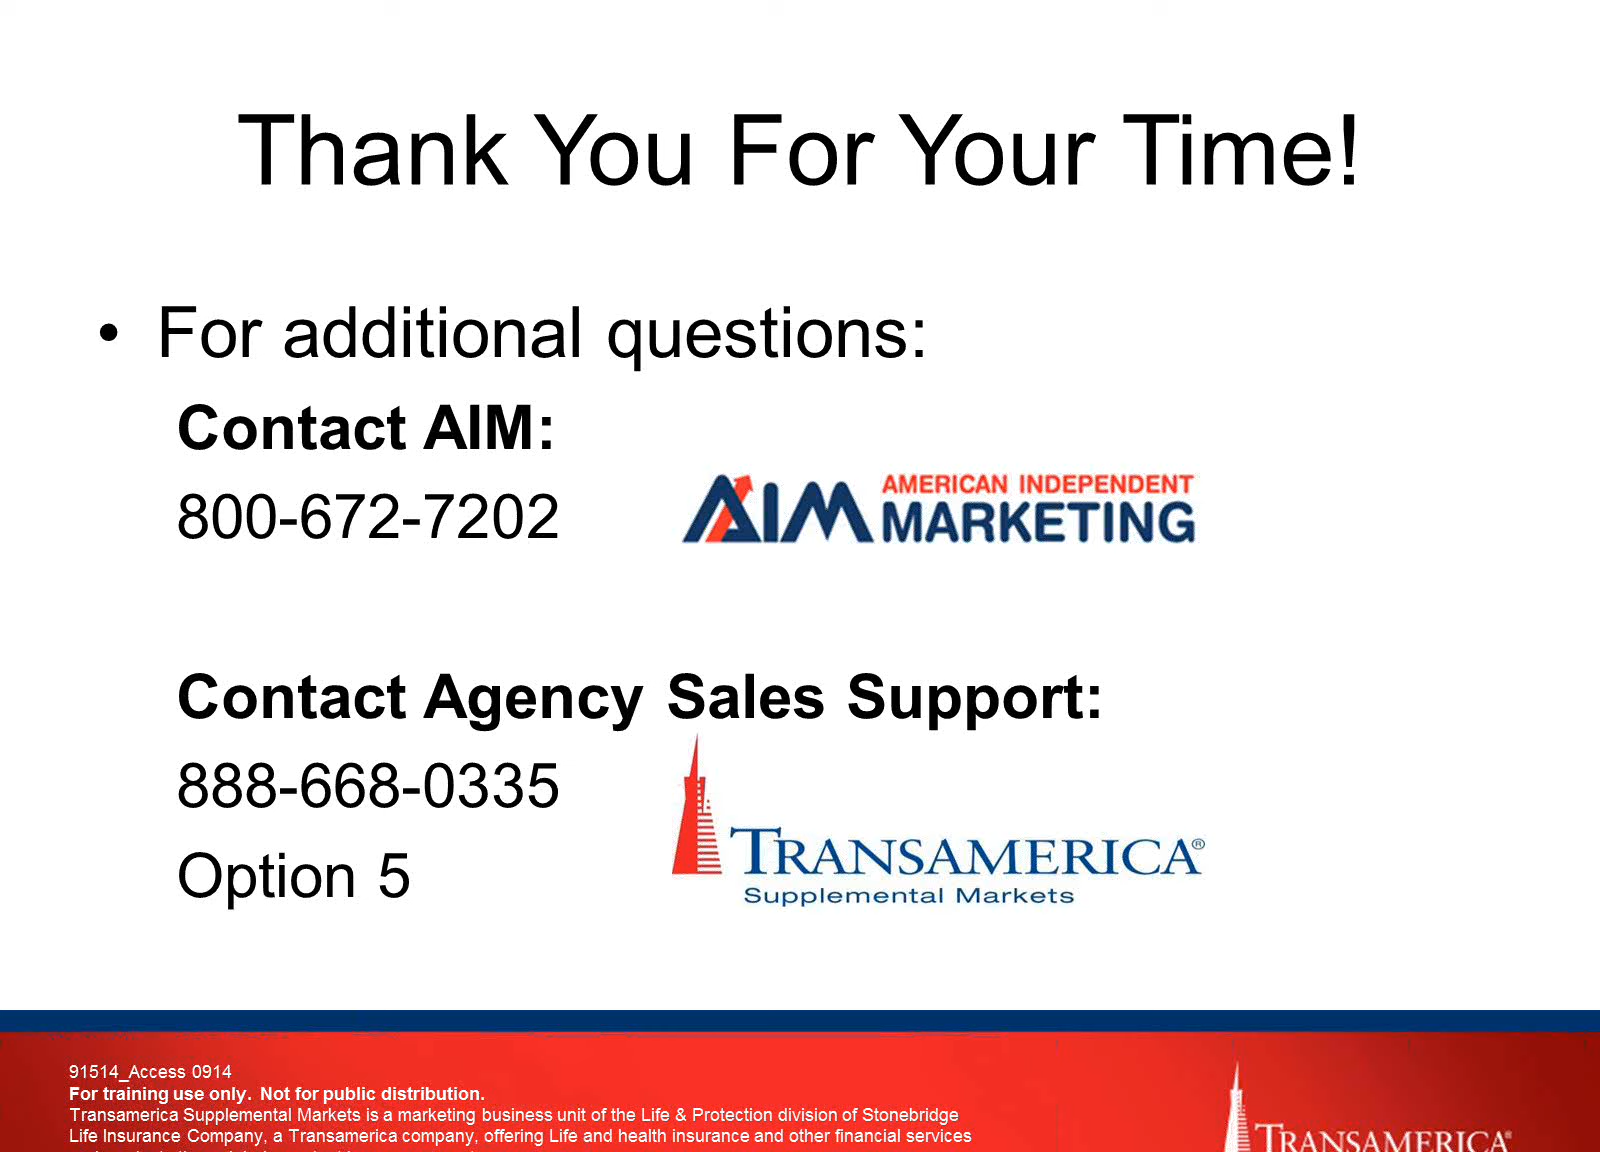 Thank You For Your Time!
• For additional questions:
Contact AIM:
800-672-7202
AIM AMERICAN INDEPENDENT
MARKETING
Contact Agency Sales Support:
888-668-0335
Option 5
TRANSAMERICA®
Supplemental Markets
91514_Access 0914
For training use only. Not for public distribution.
Transamerica Supplemental Markets is a marketing business unit of the Life & Protection division of Stonebridge
Life Insurance Company, a Transamerica company, offering Life and health insurance and other financial services
TRANSAMERICA®